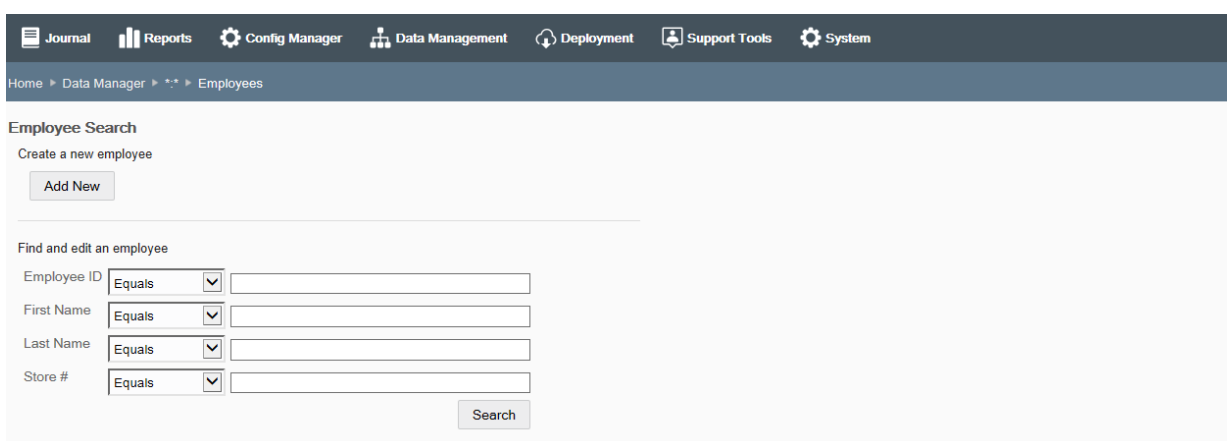 Journal Reports Config Manager Data Management Deployment Support Tools System
Home ▸ Data Manager ▸ *:* ▸ Employees
Employee Search
Create a new employee
Add New
Find and edit an employee
Employee ID Equals
First Name Equals
Last Name Equals
Store # Equals
Search